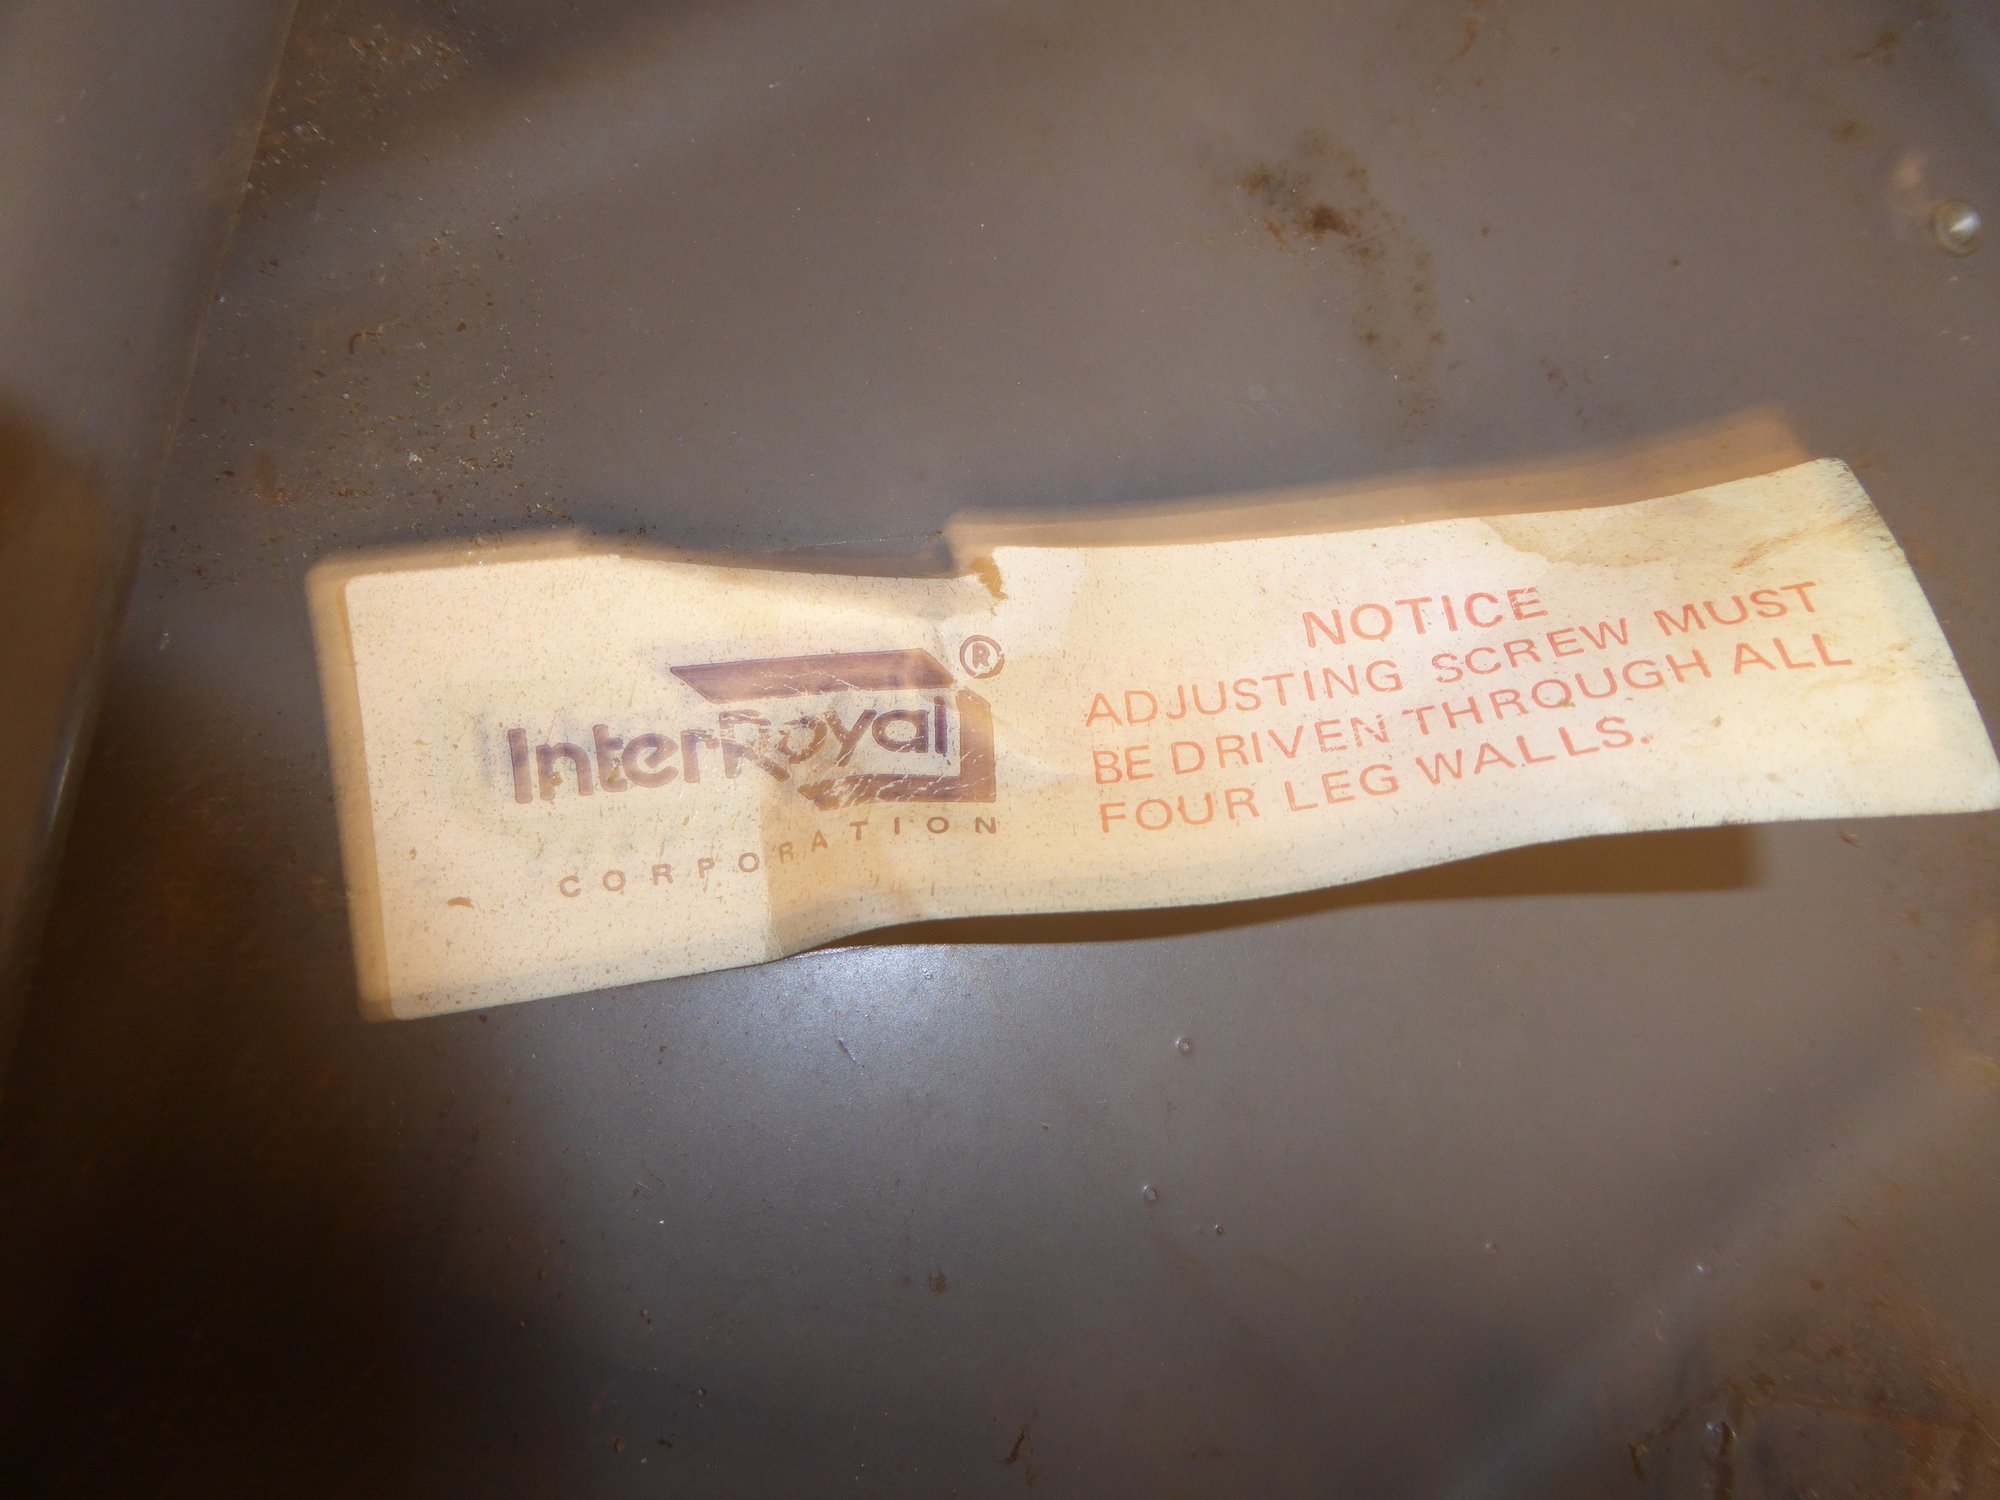 InterRoyal ®
CORPORATION
NOTICE
ADJUSTING SCREW MUST
BE DRIVEN THROUGH ALL
FOUR LEG WALLS.